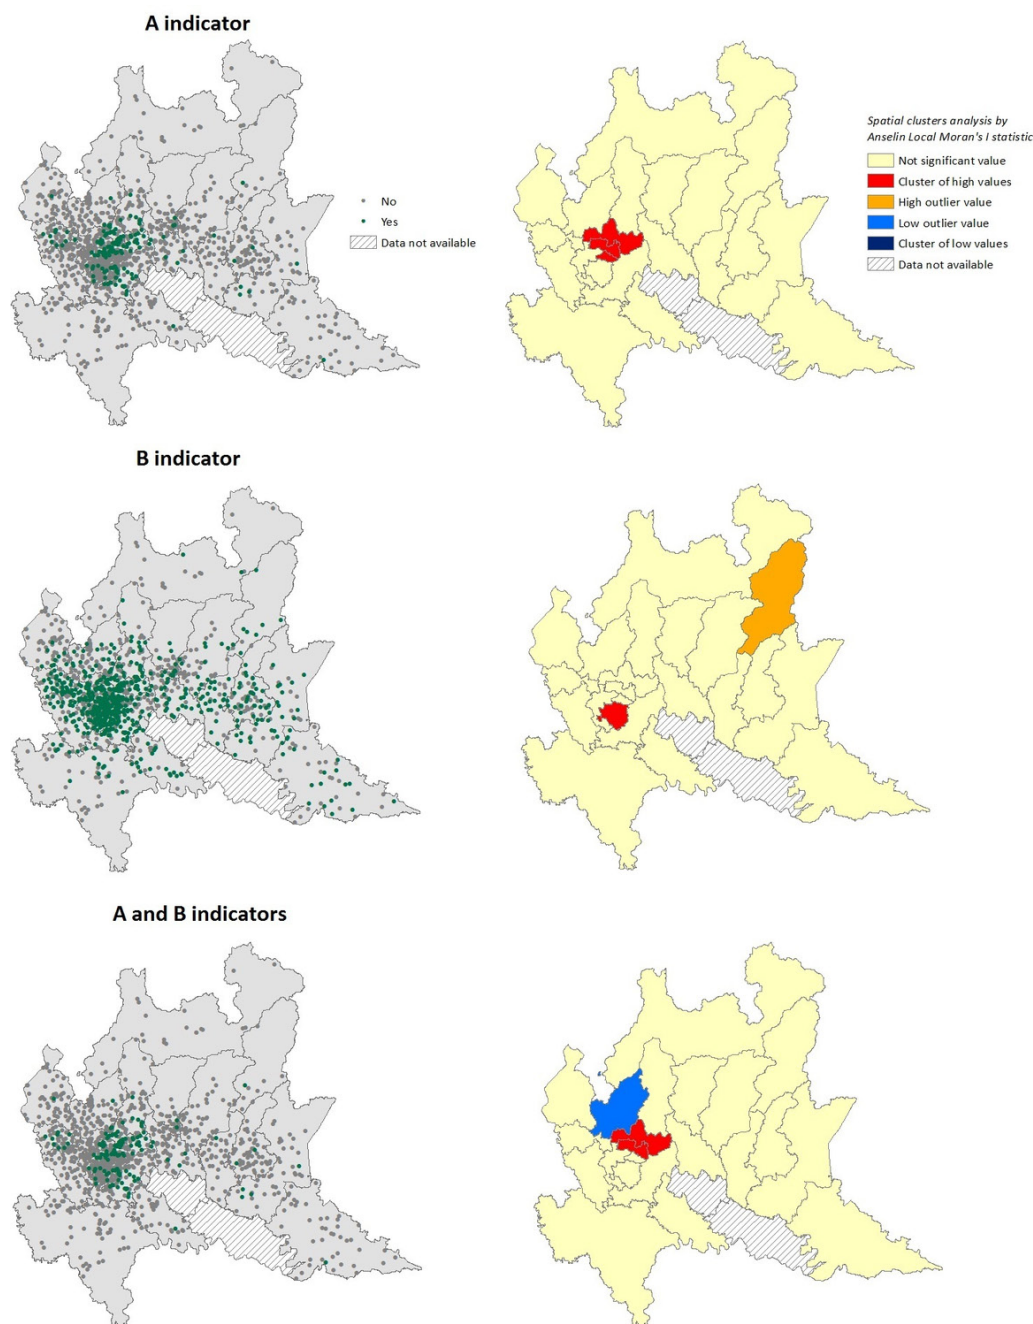 A indicator
No
Yes
Data not available
Spatial clusters analysis by
Anselin Local Moran's I statistic
Not significant value
Cluster of high values
High outlier value
Low outlier value
Cluster of low values
Data not available
B indicator
A and B indicators